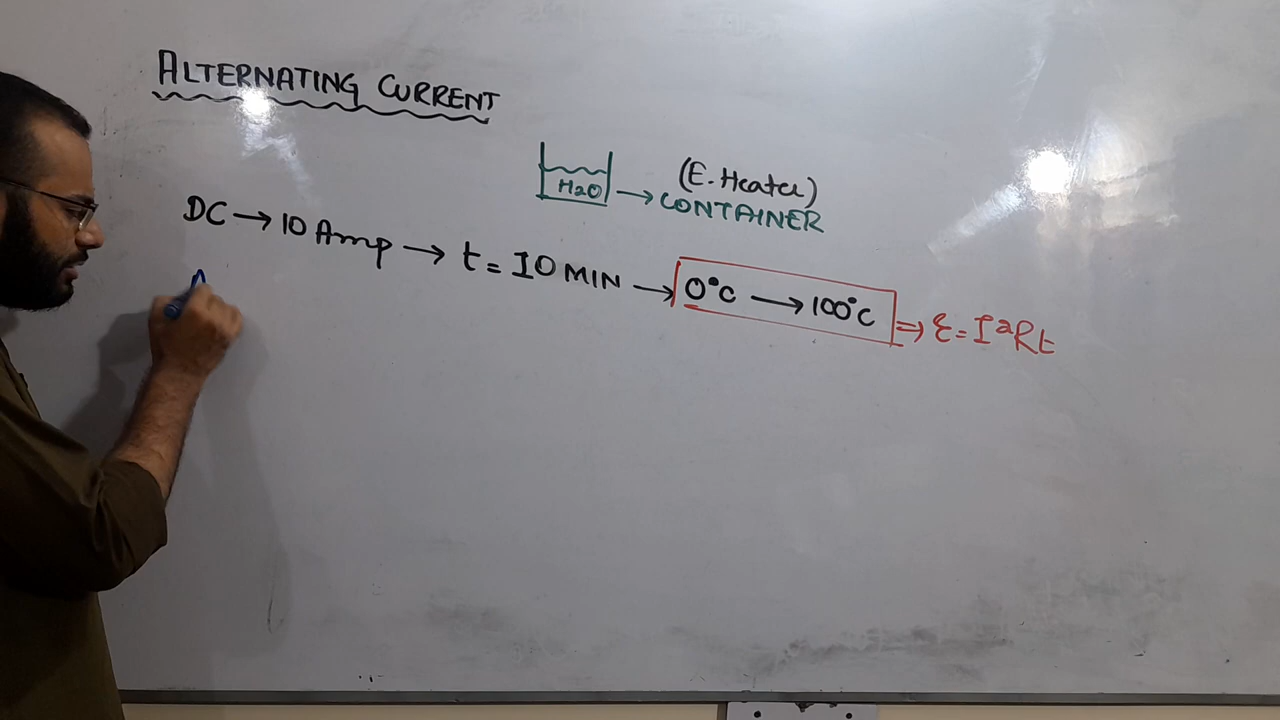 ALTERNATING CURRENT
H2O → (E. Heater)
CONTAINER
DC → 10 Amp → t = 10 MIN → 0°C → 100°C ⇒ Ɛ = I²Rt